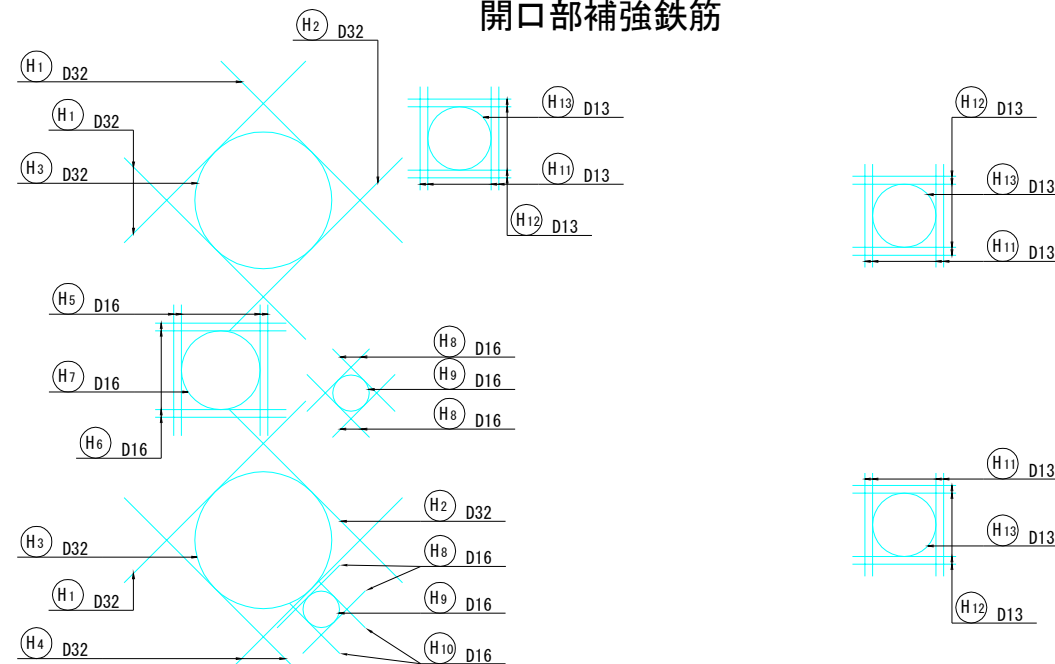 開口部補強鉄筋
H2 D32
H1 D32
H1 D32
H3 D32
H13 D13
H11 D13
H12 D13
H12 D13
H13 D13
H11 D13
H5 D16
H7 D16
H6 D16
H8 D16
H9 D16
H8 D16
H2 D32
H3 D32
H8 D16
H1 D32
H9 D16
H4 D32
H10 D16
H11 D13
H13 D13
H12 D13